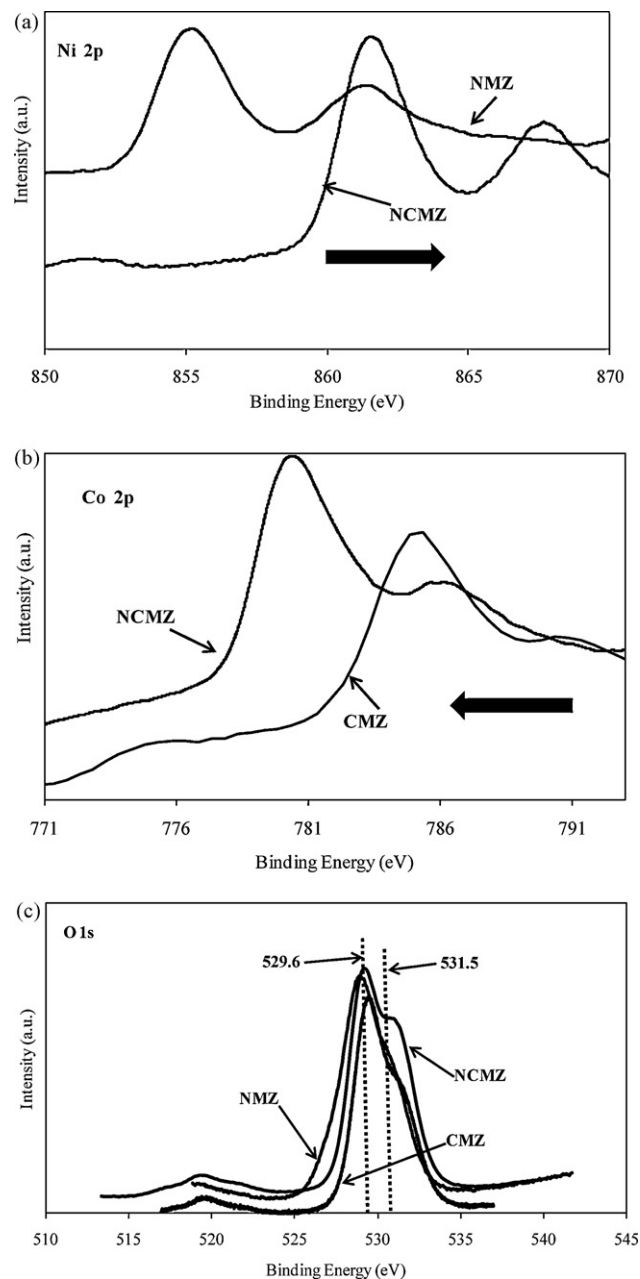 (a)
Ni 2p
NMZ
NCMZ
Intensity (a.u.)
850 855 860 865 870
Binding Energy (eV)
(b)
Co 2p
NCMZ
CMZ
Intensity (a.u.)
771 776 781 786 791
Binding Energy (eV)
(c)
O 1s
529.6 531.5
NCMZ
NMZ
CMZ
Intensity (a.u.)
510 515 520 525 530 535 540 545
Binding Energy (eV)